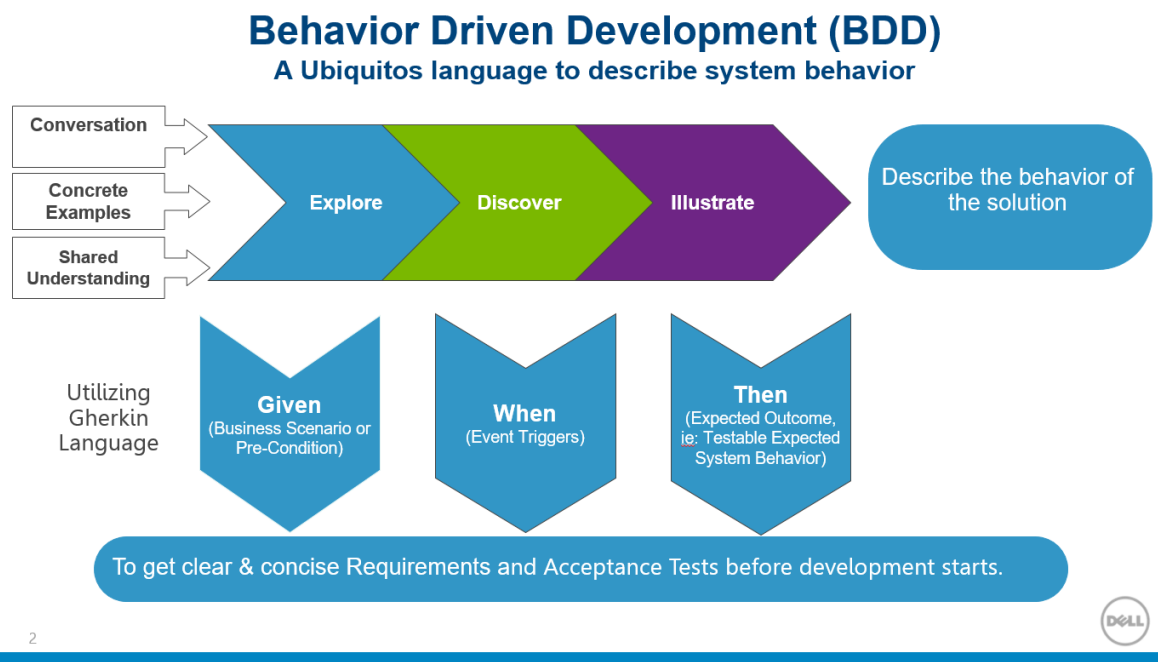 Behavior Driven Development (BDD)
A Ubiquitos language to describe system behavior
Conversation
Concrete
Examples
Shared
Understanding
Explore
Discover
Illustrate
Describe the behavior of
the solution
Utilizing
Gherkin
Language
Given
(Business Scenario or
Pre-Condition)
When
(Event Triggers)
Then
(Expected Outcome,
ie: Testable Expected
System Behavior)
To get clear & concise Requirements and Acceptance Tests before development starts.
2
DELL